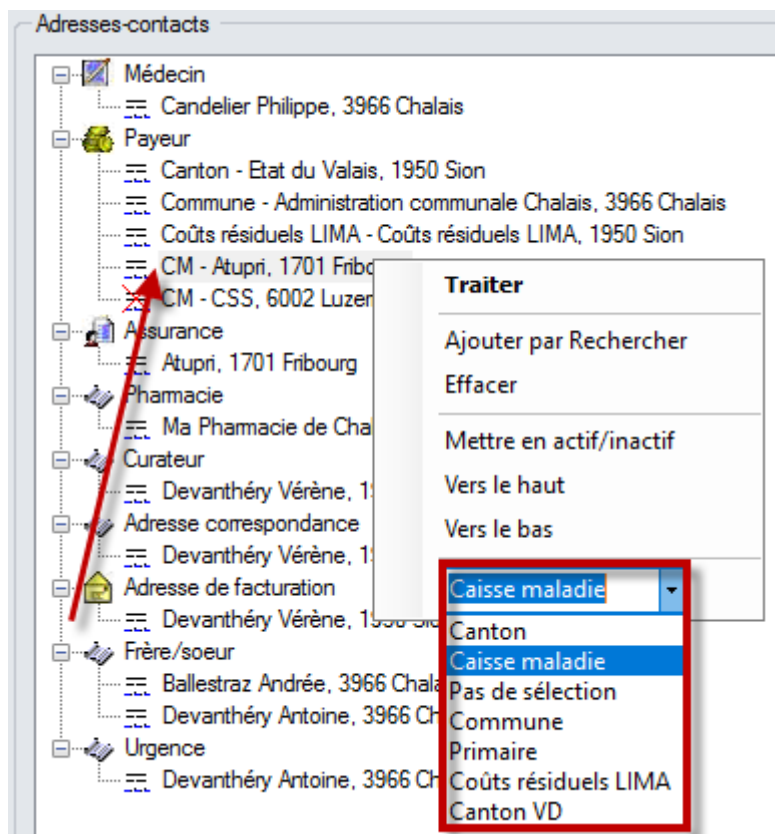 Adresses-contacts
Médecin
Candelier Philippe, 3966 Chalais
Payeur
Canton - Etat du Valais, 1950 Sion
Commune - Administration communale Chalais, 3966 Chalais
Coûts résiduels LIMA - Coûts résiduels LIMA, 1950 Sion
CM - Atupri, 1701
CM - CSS, 6002
Assurance
Atupri, 1701 Fribourg
Pharmacie
Ma Pharmacie de
Curateur
Devanthéry Vérène,
Adresse correspondance
Devanthéry Vérène,
Adresse de facturation
Devanthéry Vérène,
Frère/soeur
Ballestraz Andrée, 3966
Devanthéry Antoine, 3966
Urgence
Devanthéry Antoine, 3966
Traiter
Ajouter par Rechercher
Effacer
Mettre en actif/inactif
Vers le haut
Vers le bas
Caisse maladie
Canton
Caisse maladie
Pas de sélection
Commune
Primaire
Coûts résiduels LIMA
Canton VD